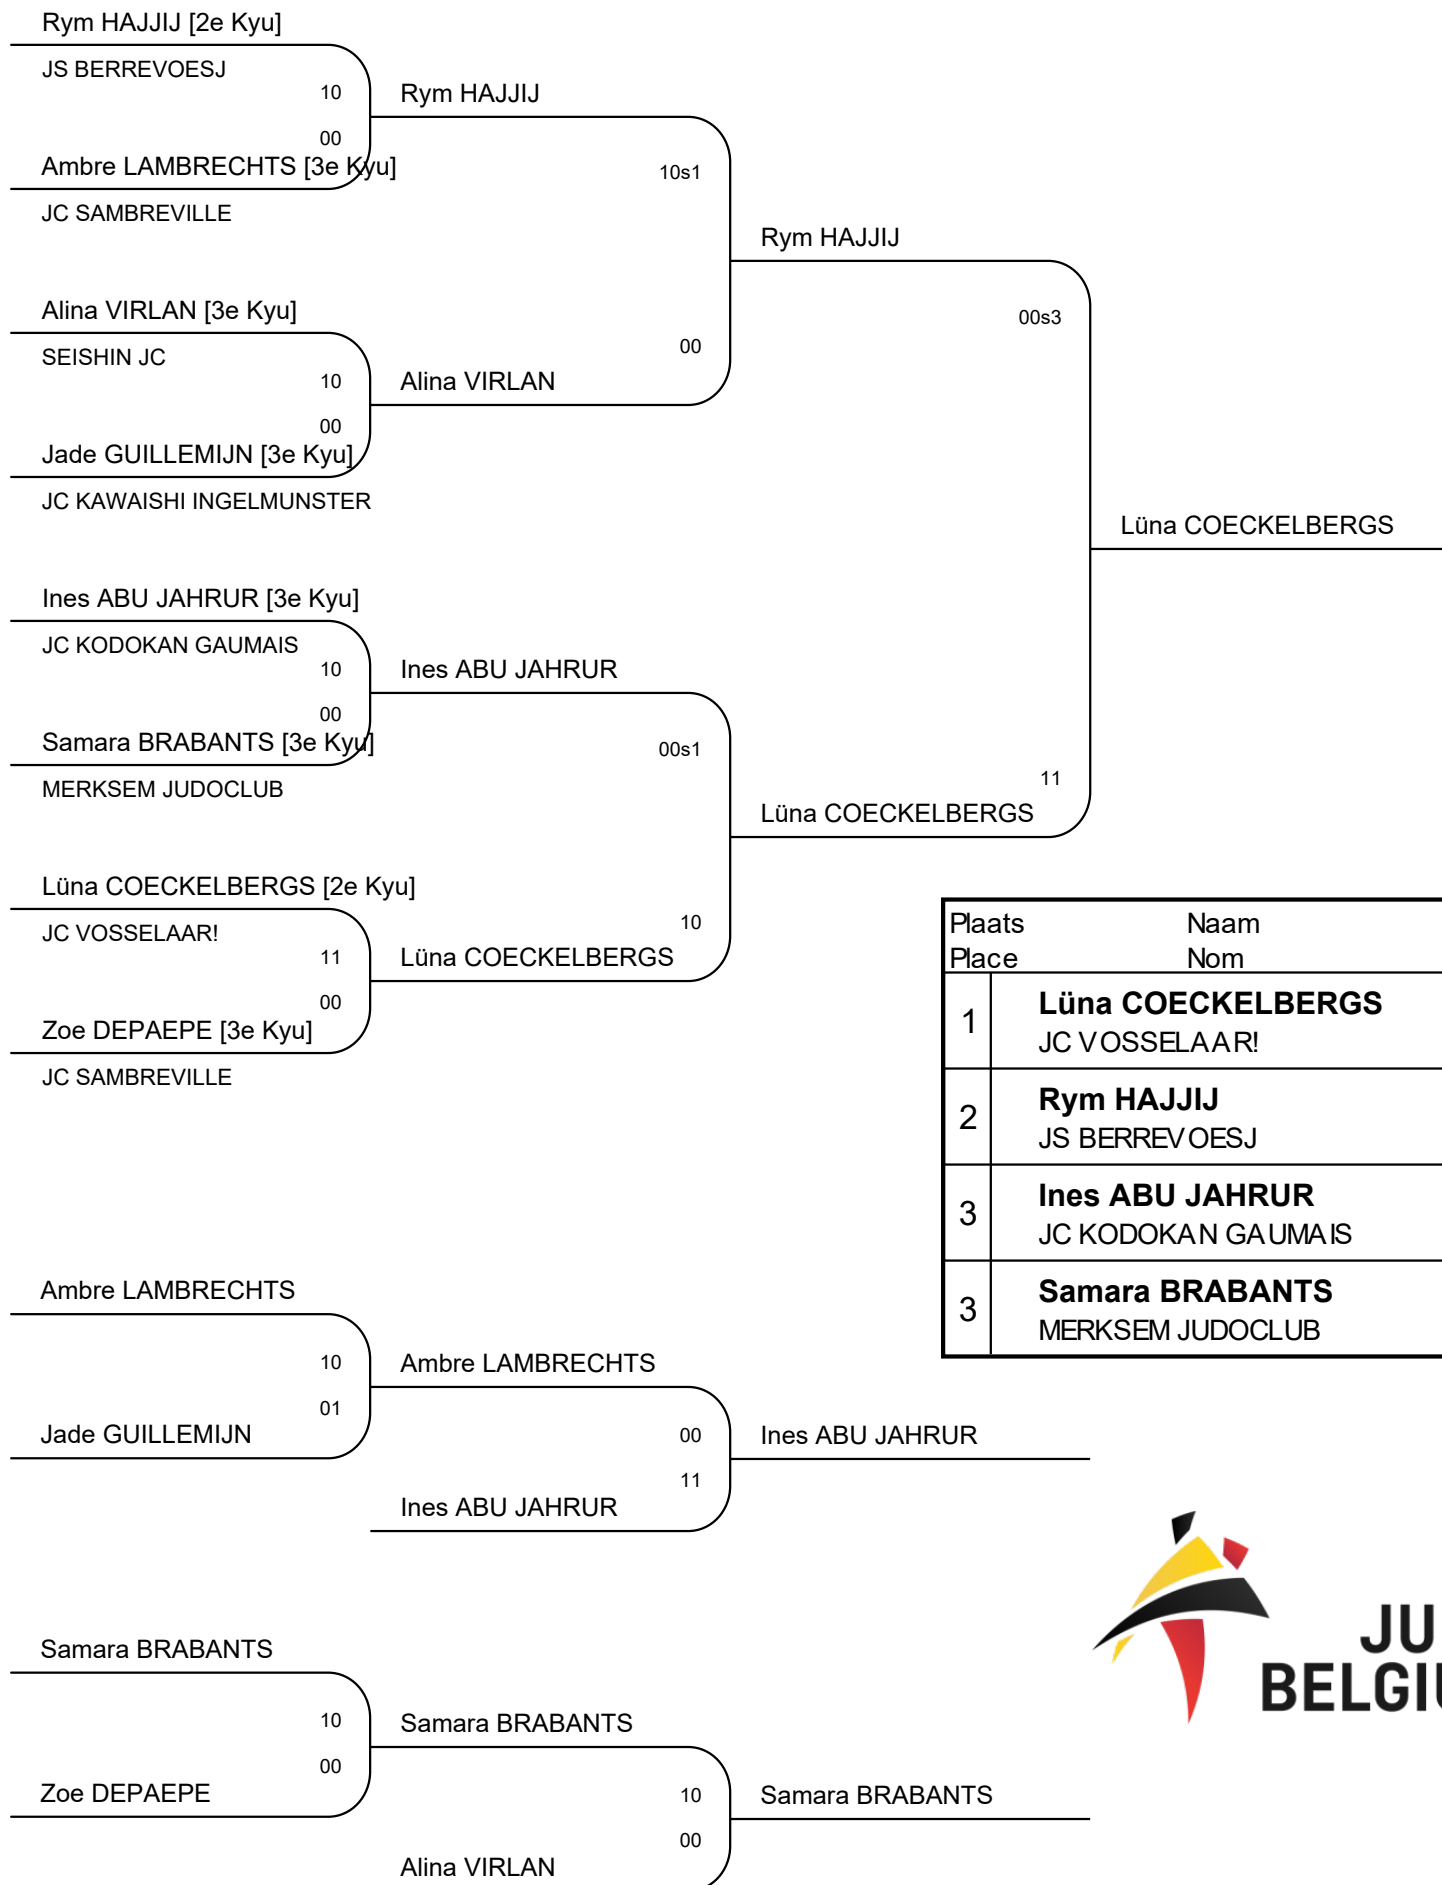 Rym HAJJIJ [2e Kyu]
JS BERREVOESJ
10
Rym HAJJIJ
00
Ambre LAMBRECHTS [3e Kyu]
10s1
JC SAMBREVILLE
Rym HAJJIJ
Alina VIRLAN [3e Kyu]
00s3
SEISHIN JC
00
10
Alina VIRLAN
00
Jade GUILLEMIJN [3e Kyu]
JC KAWAISHI INGELMUNSTER
Lüna COECKELBERGS
Ines ABU JAHRUR [3e Kyu]
JC KODOKAN GAUMAIS
10
Ines ABU JAHRUR
00
Samara BRABANTS [3e Kyu]
00s1
MERKSEM JUDOCLUB
11
Lüna COECKELBERGS
Lüna COECKELBERGS [2e Kyu]
JC VOSSELAAR!
10
11
Lüna COECKELBERGS
00
Zoe DEPAEPE [3e Kyu]
JC SAMBREVILLE
Plaats Naam
Place Nom
1 Lüna COECKELBERGS
JC VOSSELAAR!
2 Rym HAJJIJ
JS BERREVOESJ
3 Ines ABU JAHRUR
JC KODOKAN GAUMAIS
3 Samara BRABANTS
MERKSEM JUDOCLUB
Ambre LAMBRECHTS
10
Ambre LAMBRECHTS
01
Jade GUILLEMIJN
00
Ines ABU JAHRUR
11
Ines ABU JAHRUR
Samara BRABANTS
10
Samara BRABANTS
00
Zoe DEPAEPE
10
Samara BRABANTS
00
Alina VIRLAN
JU
BELGIU